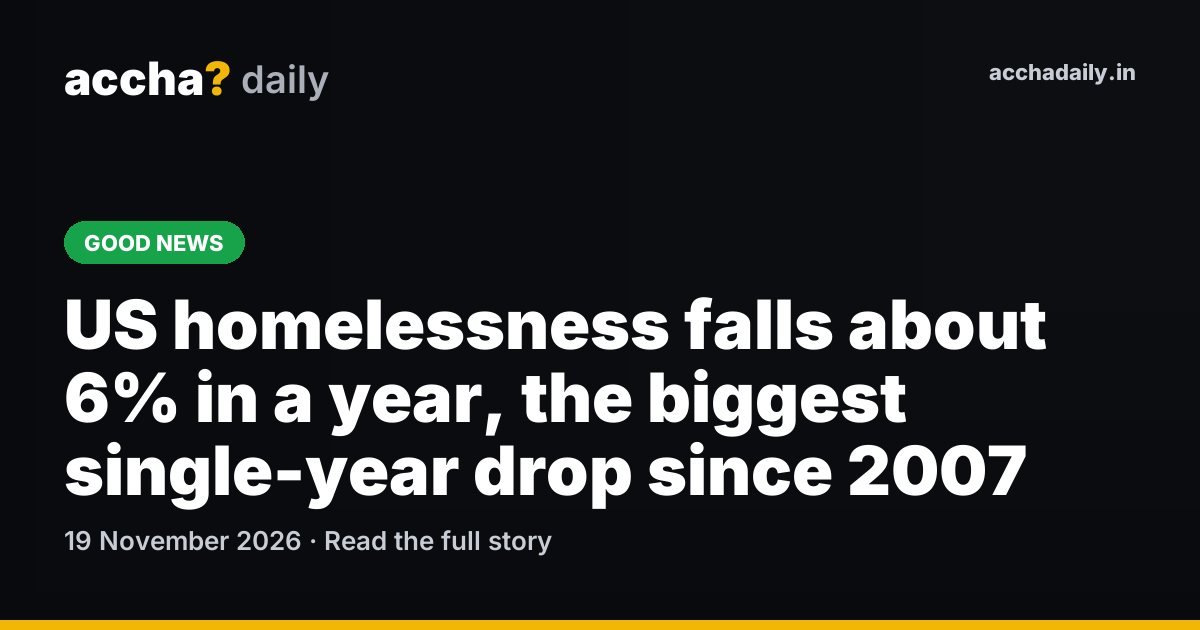 accha? daily
acchadaily.in
GOOD NEWS
US homelessness falls about
6% in a year, the biggest
single-year drop since 2007
19 November 2026 · Read the full story